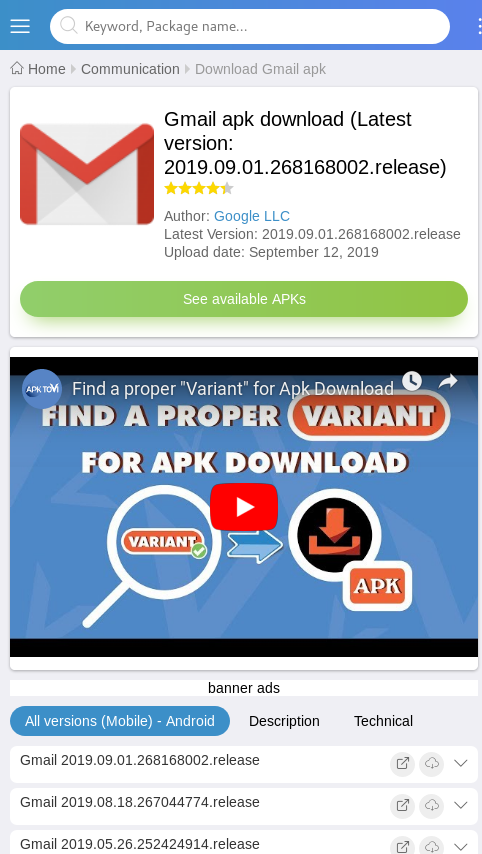 Keyword, Package name...
Home Communication Download Gmail apk
Gmail apk download (Latest
version:
2019.09.01.268168002.release)
Author: Google LLC
Latest Version: 2019.09.01.268168002.release
Upload date: September 12, 2019
See available APKs
APK TOVI
Find a proper "Variant" for Apk Download
FIND A PROPER VARIANT
FOR APK DOWNLOAD
VARIANT
APK
banner ads
All versions (Mobile) - Android Description Technical
Gmail 2019.09.01.268168002.release
Gmail 2019.08.18.267044774.release
Gmail 2019.05.26.252424914.release